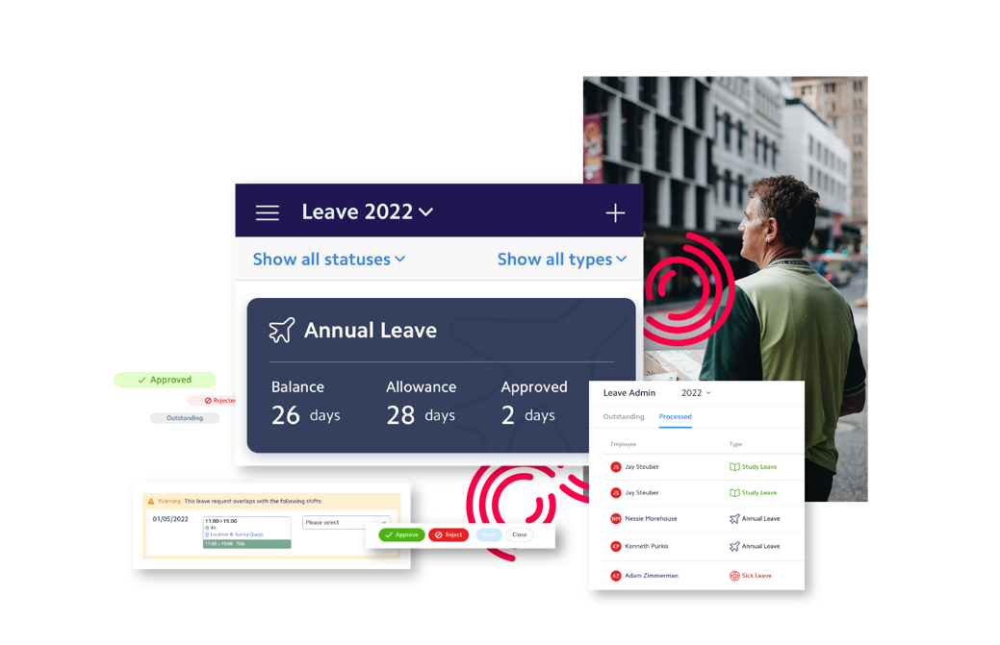 Leave 2022
Show all statuses
Show all types
Annual Leave
Balance
Allowance
Approved
26 days
28 days
2 days
Approved
Rejected
Outstanding
Leave Admin
2022
Outstanding
Processed
Employee
Type
JS Jay Steuber
Study Leave
JS Jay Steuber
Study Leave
NM Nessie Morehouse
Annual Leave
KP Kenneth Purkis
Annual Leave
AZ Adam Zimmerman
Sick Leave
Warning This leave request overlaps with the following shifts:
01/05/2022
11:00 > 15:00
4h
Location B: Surrey Quays
11:00 > 15:00 Tills
Please select
Approve
Reject
Save
Close